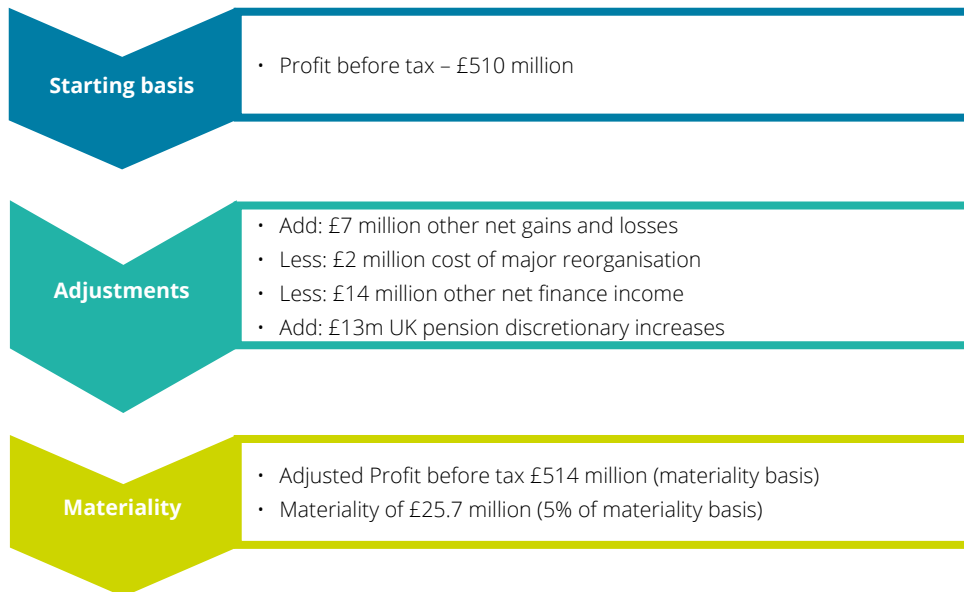 Starting basis
• Profit before tax – £510 million
Adjustments
• Add: £7 million other net gains and losses
• Less: £2 million cost of major reorganisation
• Less: £14 million other net finance income
• Add: £13m UK pension discretionary increases
Materiality
• Adjusted Profit before tax £514 million (materiality basis)
• Materiality of £25.7 million (5% of materiality basis)